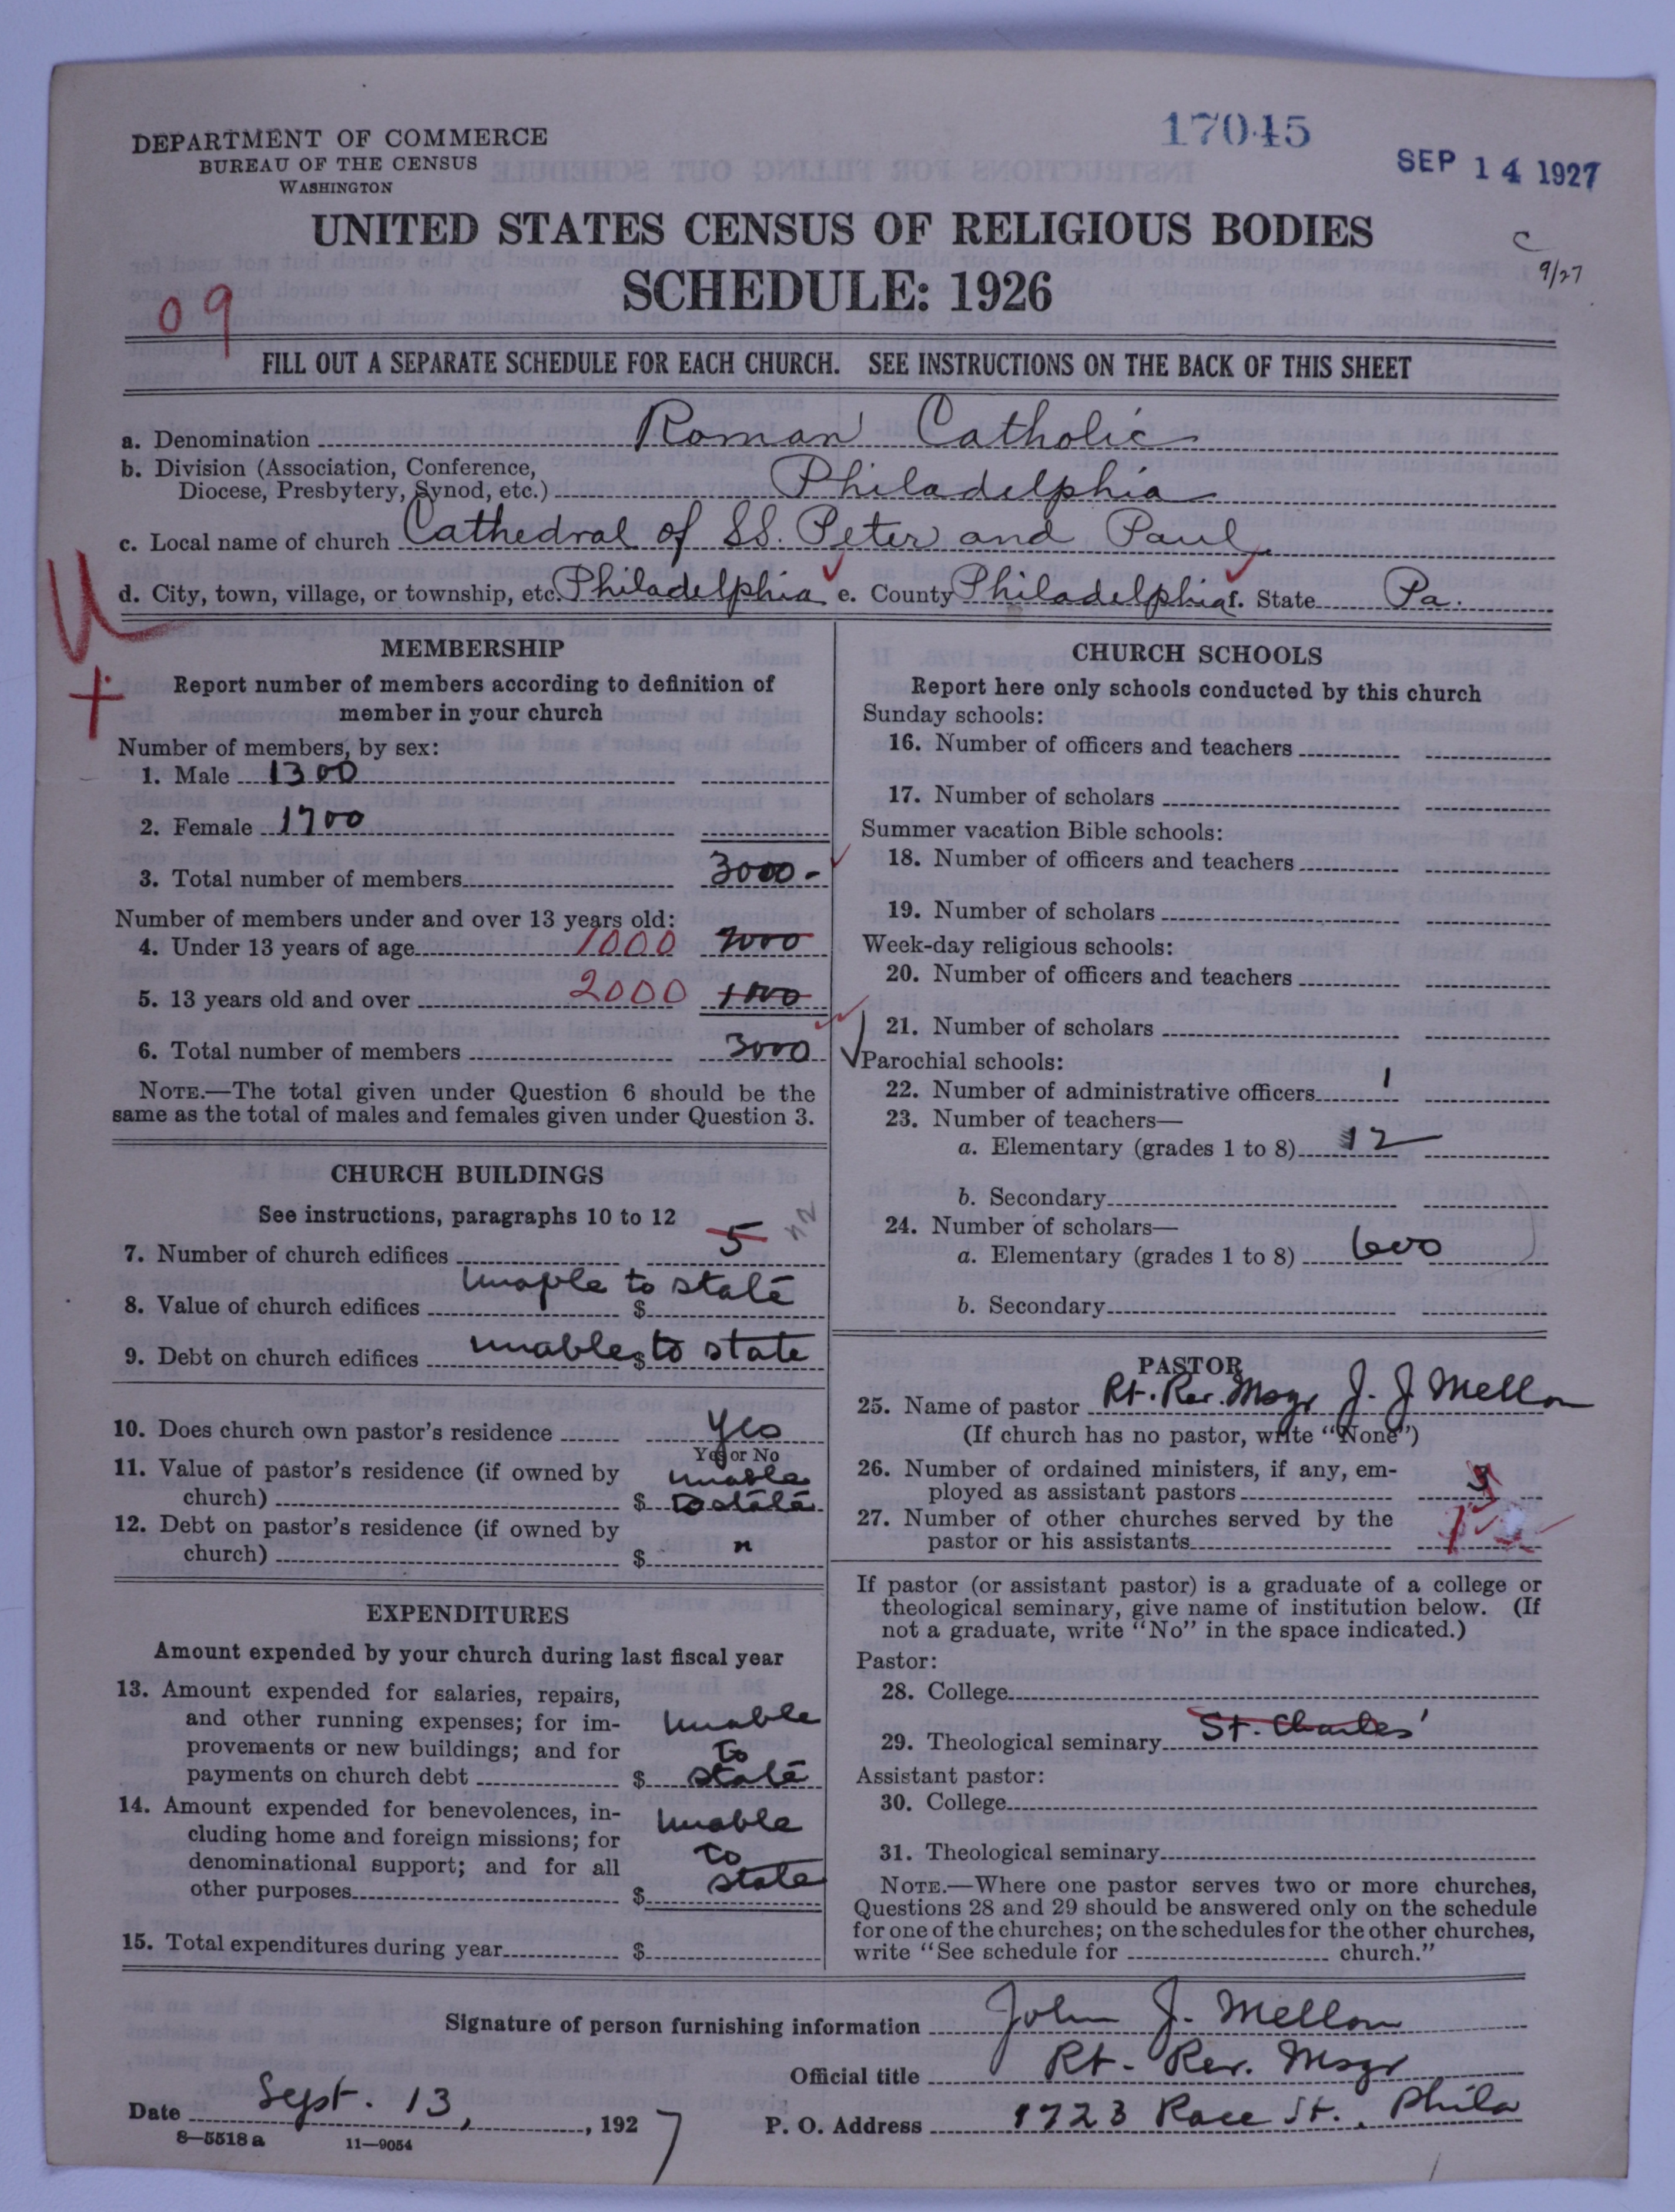 17045
DEPARTMENT OF COMMERCE
BUREAU OF THE CENSUS
WASHINGTON
SEP 14 1927
UNITED STATES CENSUS OF RELIGIOUS BODIES
SCHEDULE: 1926
c
9/27
09
FILL OUT A SEPARATE SCHEDULE FOR EACH CHURCH. SEE INSTRUCTIONS ON THE BACK OF THIS SHEET
a. Denomination Roman Catholic
b. Division (Association, Conference,
Diocese, Presbytery, Synod, etc.) Philadelphia
c. Local name of church Cathedral of SS. Peter and Paul.
d. City, town, village, or township, etc. Philadelphia e. County Philadelphia f. State Pa.
MEMBERSHIP
Report number of members according to definition of
member in your church
Number of members, by sex:
1. Male 1300
2. Female 1700
3. Total number of members 3000-
Number of members under and over 13 years old:
4. Under 13 years of age 1000 2000
5. 13 years old and over 2000 1000
6. Total number of members 3000
NOTE.—The total given under Question 6 should be the
same as the total of males and females given under Question 3.
CHURCH BUILDINGS
See instructions, paragraphs 10 to 12
7. Number of church edifices 5
8. Value of church edifices $ unable to state
9. Debt on church edifices $ unable to state
10. Does church own pastor's residence yes
Yes or No
11. Value of pastor's residence (if owned by
church) $ unable to state
12. Debt on pastor's residence (if owned by
church) $ "
EXPENDITURES
Amount expended by your church during last fiscal year
13. Amount expended for salaries, repairs,
and other running expenses; for im-
provements or new buildings; and for
payments on church debt $ unable to state
14. Amount expended for benevolences, in-
cluding home and foreign missions; for
denominational support; and for all
other purposes $ unable to state
15. Total expenditures during year $
CHURCH SCHOOLS
Report here only schools conducted by this church
Sunday schools:
16. Number of officers and teachers
17. Number of scholars
Summer vacation Bible schools:
18. Number of officers and teachers
19. Number of scholars
Week-day religious schools:
20. Number of officers and teachers
21. Number of scholars
Parochial schools:
22. Number of administrative officers 1
23. Number of teachers—
a. Elementary (grades 1 to 8) 12
b. Secondary
24. Number of scholars—
a. Elementary (grades 1 to 8) 600
b. Secondary
PASTOR
25. Name of pastor Rt. Rev. Msgr J. J. Mellon
(If church has no pastor, write "None")
26. Number of ordained ministers, if any, em-
ployed as assistant pastors
27. Number of other churches served by the
pastor or his assistants
If pastor (or assistant pastor) is a graduate of a college or
theological seminary, give name of institution below. (If
not a graduate, write "No" in the space indicated.)
Pastor:
28. College
29. Theological seminary St. Charles'
Assistant pastor:
30. College
31. Theological seminary
NOTE.—Where one pastor serves two or more churches,
Questions 28 and 29 should be answered only on the schedule
for one of the churches; on the schedules for the other churches,
write "See schedule for church."
Signature of person furnishing information John J. Mellon
Official title Rt. Rev. Msgr
Date Sept. 13, 1927 P. O. Address 1723 Race St., Phila
8—5518 a 11—9054